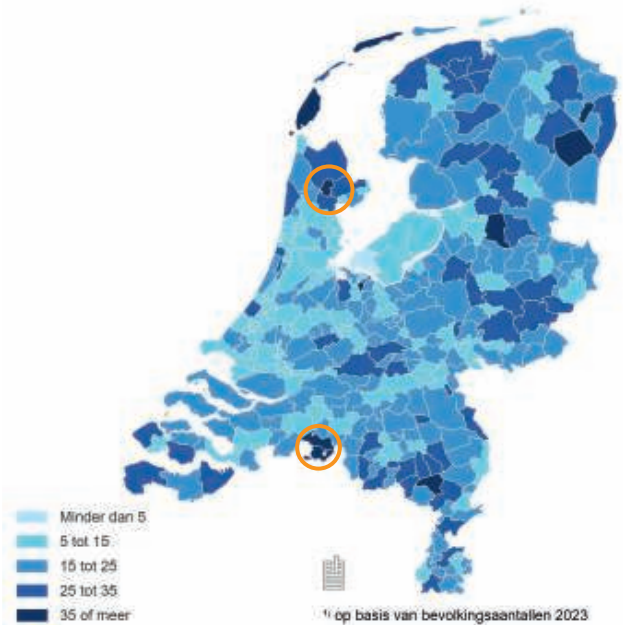 Minder dan 5
5 tot 15
15 tot 25
25 tot 35
35 of meer
op basis van bevolkingsaantallen 2023